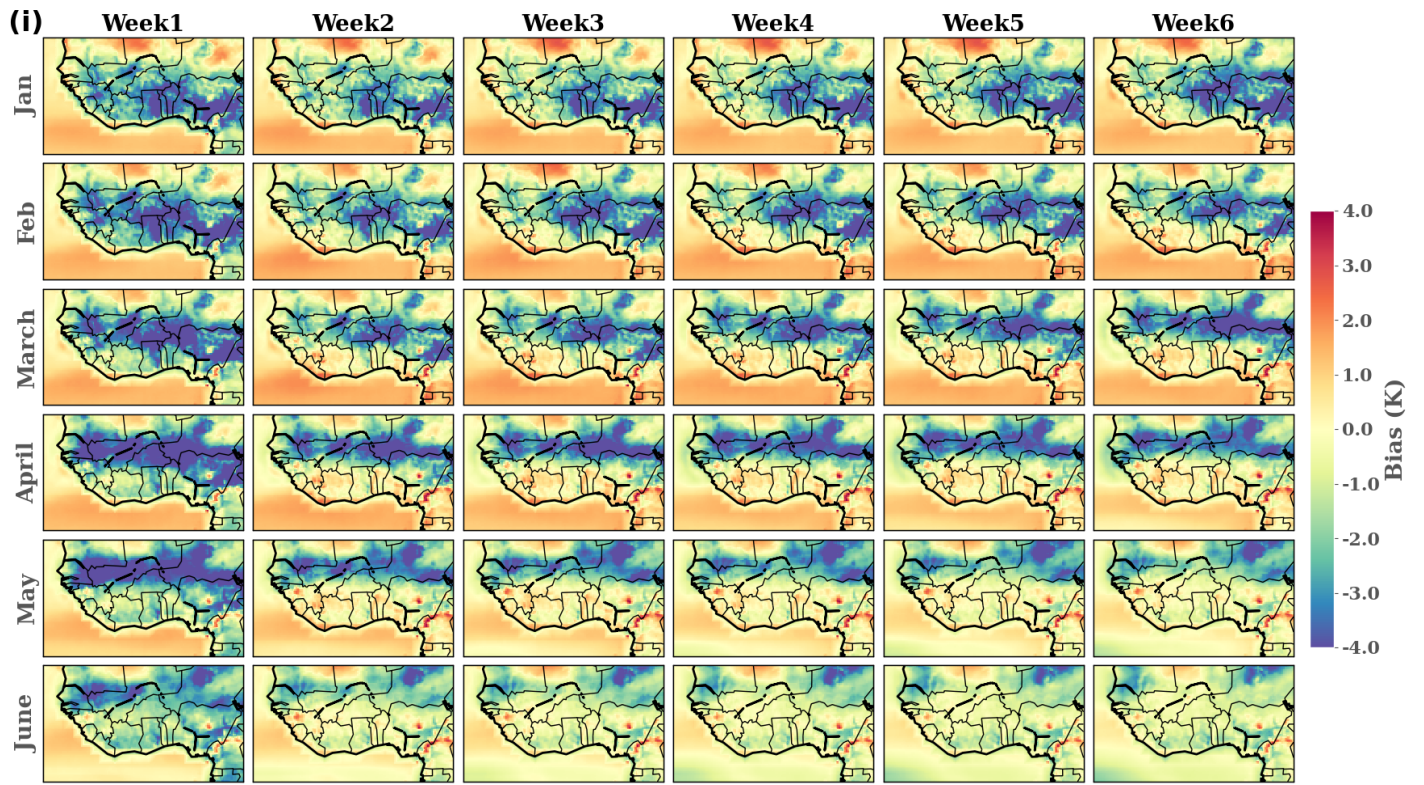 (i)
Week1 Week2 Week3 Week4 Week5 Week6
Jan
Feb
March
April
May
June
4.0
3.0
2.0
1.0
0.0
-1.0
-2.0
-3.0
-4.0
Bias (K)